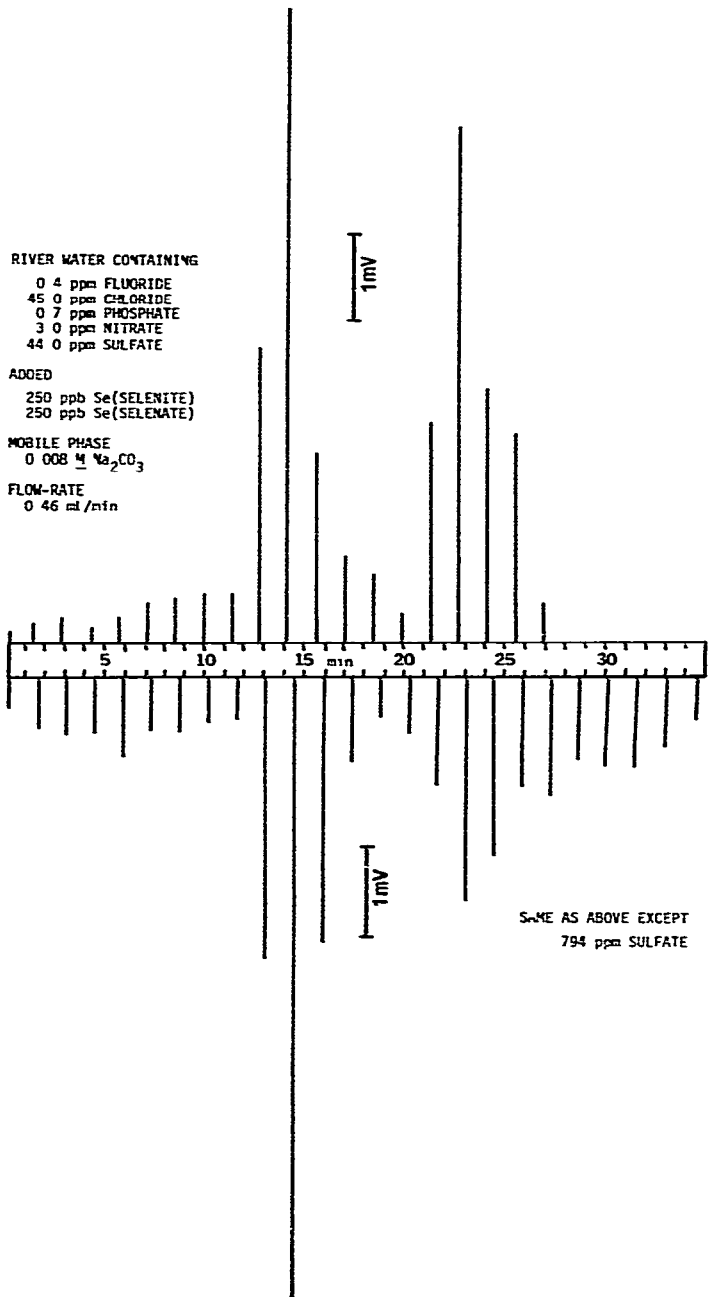 RIVER WATER CONTAINING
0 4 ppm FLUORIDE
45 0 ppm CHLORIDE
0 7 ppm PHOSPHATE
3 0 ppm NITRATE
44 0 ppm SULFATE
ADDED
250 ppb Se(SELENITE)
250 ppb Se(SELENATE)
MOBILE PHASE
0 008 M Na₂CO₃
FLOW-RATE
0 46 ml/min
1mV
5 10 15 min 20 25 30
1mV
SAME AS ABOVE EXCEPT
794 ppm SULFATE